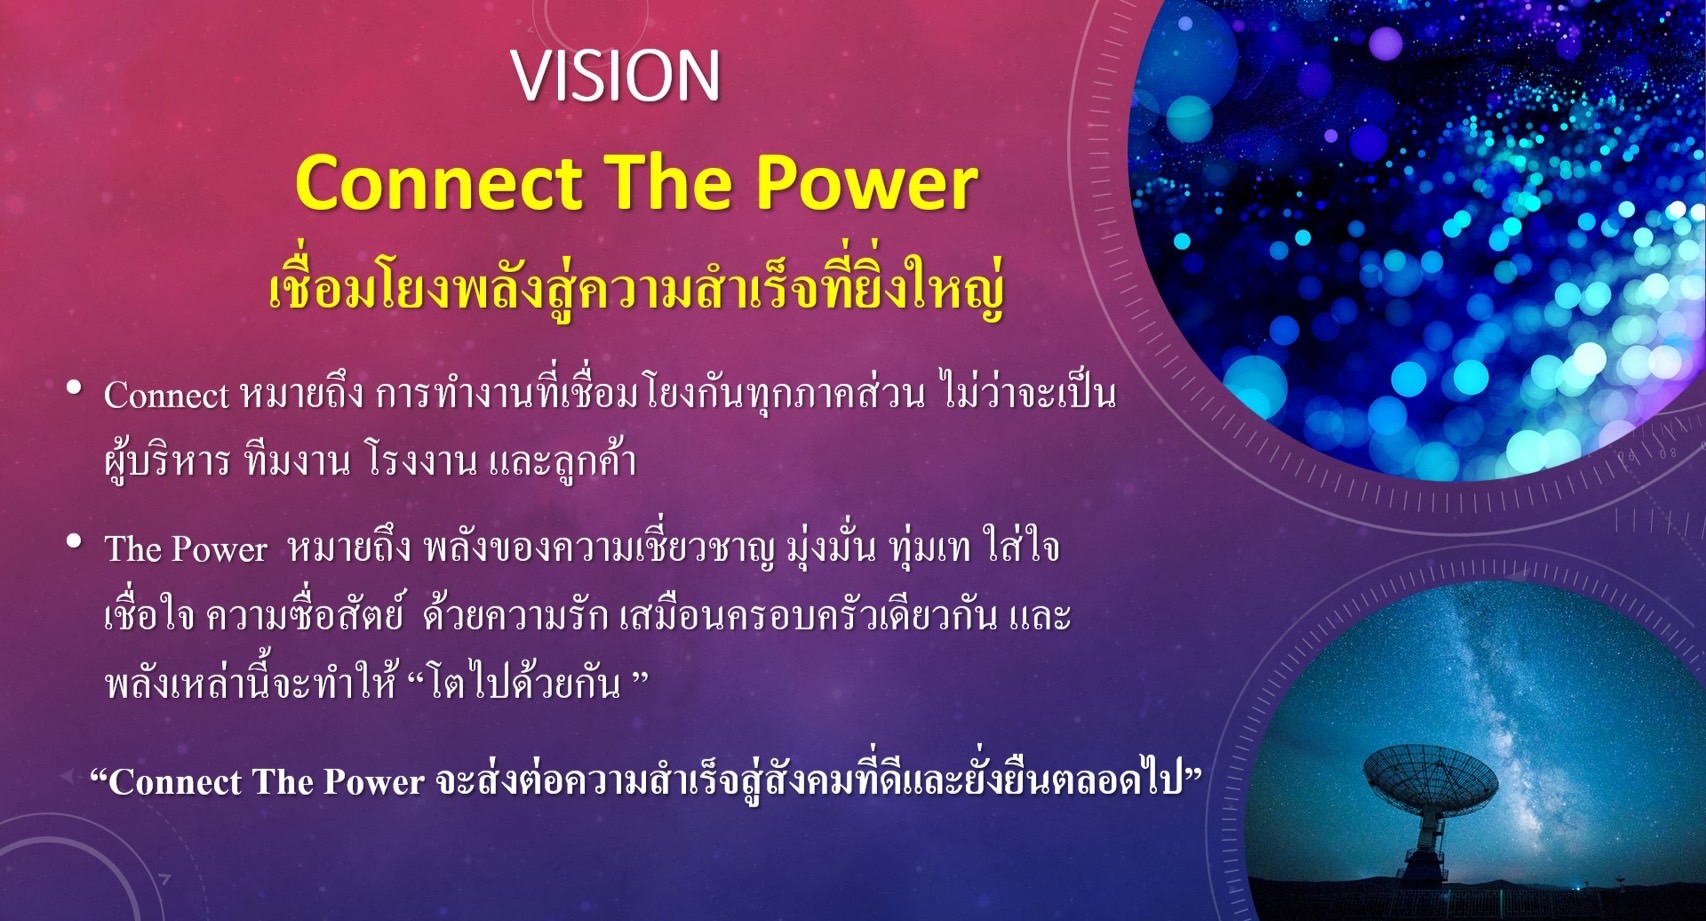 VISION
Connect The Power
เชื่อมโยงพลังสู่ความสำเร็จที่ยิ่งใหญ่
• Connect หมายถึง การทำงานที่เชื่อมโยงกันทุกภาคส่วน ไม่ว่าจะเป็น
ผู้บริหาร ทีมงาน โรงงาน และลูกค้า
• The Power หมายถึง พลังของความเชี่ยวชาญ มุ่งมั่น ทุ่มเท ใส่ใจ
เชื่อใจ ความซื่อสัตย์ ด้วยความรัก เสมือนครอบครัวเดียวกัน และ
พลังเหล่านี้จะทำให้ “โตไปด้วยกัน ”
“Connect The Power จะส่งต่อความสำเร็จสู่สังคมที่ดีและยั่งยืนตลอดไป”